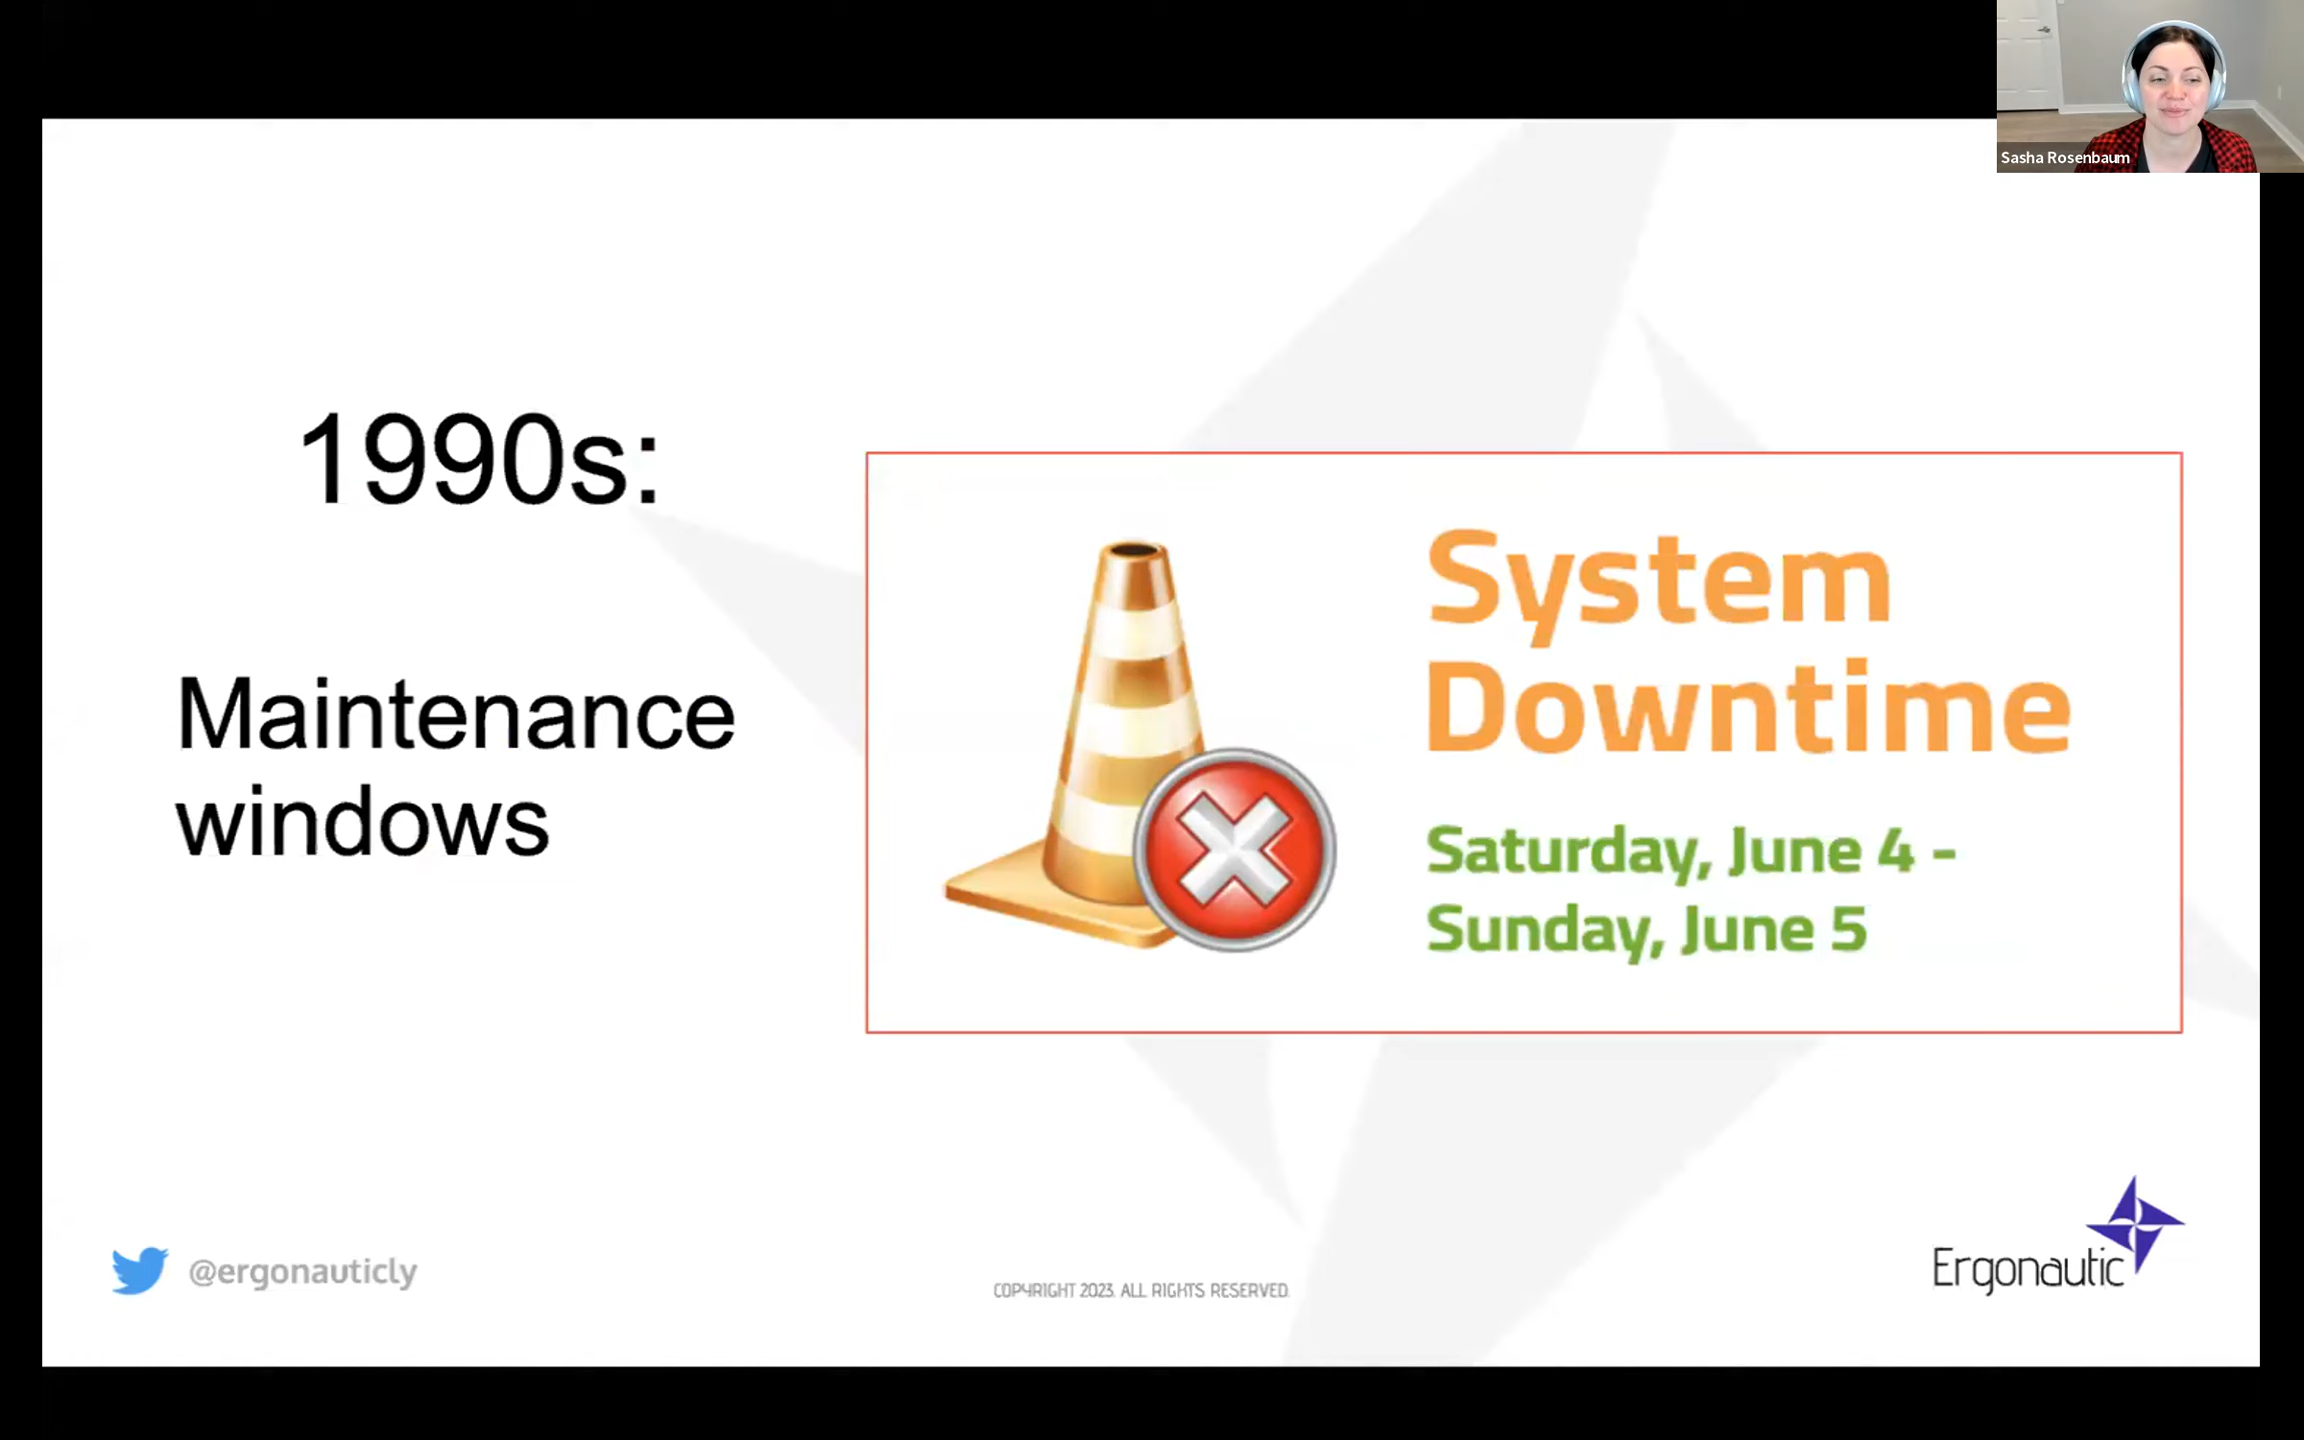 Sasha Rosenbaum
1990s:
Maintenance
windows
System
Downtime
Saturday, June 4 -
Sunday, June 5
@ergonauticly
COPYRIGHT 2023. ALL RIGHTS RESERVED.
Ergonautic